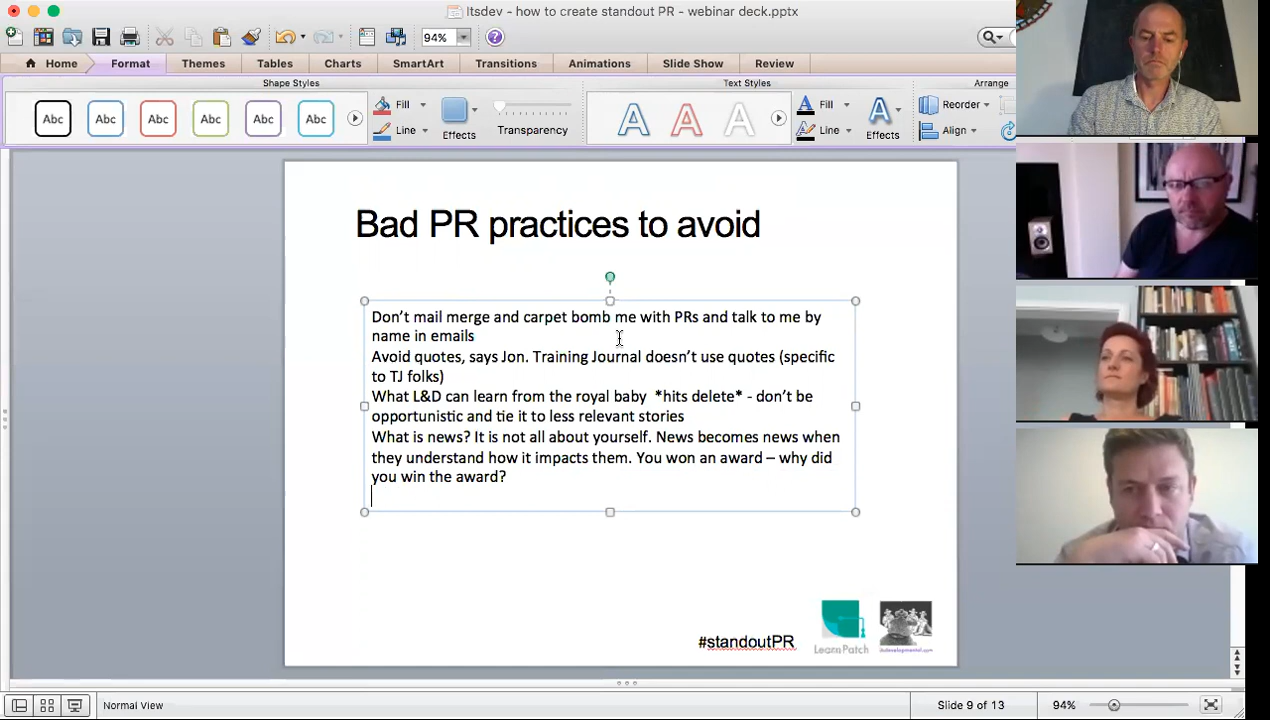 ltsdev - how to create standout PR - webinar deck.pptx
94%
Home Format Themes Tables Charts SmartArt Transitions Animations Slide Show Review
Shape Styles Text Styles Arrange
Abc Abc Abc Abc Abc Abc
Fill
Line
Effects
Transparency
A A A
Fill
Line
Effects
Reorder
Align
Bad PR practices to avoid
Don't mail merge and carpet bomb me with PRs and talk to me by
name in emails
Avoid quotes, says Jon. Training Journal doesn't use quotes (specific
to TJ folks)
What L&D can learn from the royal baby *hits delete* - don't be
opportunistic and tie it to less relevant stories
What is news? It is not all about yourself. News becomes news when
they understand how it impacts them. You won an award – why did
you win the award?
#standoutPR
LearnPatch
Normal View
Slide 9 of 13
94%